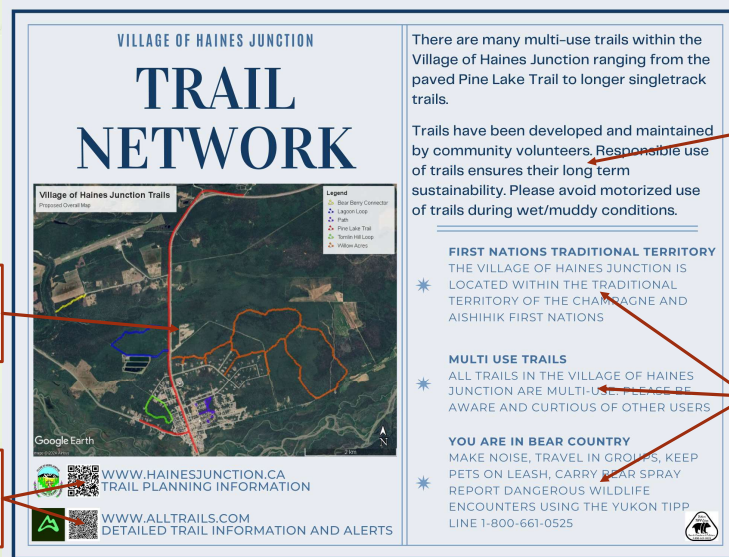 VILLAGE OF HAINES JUNCTION
TRAIL
NETWORK
Village of Haines Junction Trails
Proposed Overall Map
Legend
Bear Berry Connector
Lagoon Loop
Path
Pine Lake Trail
Tomlin Hill Loop
Willow Acres
Google Earth
N
2 km
WWW.HAINESJUNCTION.CA
TRAIL PLANNING INFORMATION
WWW.ALLTRAILS.COM
DETAILED TRAIL INFORMATION AND ALERTS
There are many multi-use trails within the
Village of Haines Junction ranging from the
paved Pine Lake Trail to longer singletrack
trails.
Trails have been developed and maintained
by community volunteers. Responsible use
of trails ensures their long term
sustainability. Please avoid motorized use
of trails during wet/muddy conditions.
FIRST NATIONS TRADITIONAL TERRITORY
THE VILLAGE OF HAINES JUNCTION IS
LOCATED WITHIN THE TRADITIONAL
TERRITORY OF THE CHAMPAGNE AND
AISHIHIK FIRST NATIONS
MULTI USE TRAILS
ALL TRAILS IN THE VILLAGE OF HAINES
JUNCTION ARE MULTI-USE. PLEASE BE
AWARE AND CURTIOUS OF OTHER USERS
YOU ARE IN BEAR COUNTRY
MAKE NOISE, TRAVEL IN GROUPS, KEEP
PETS ON LEASH, CARRY BEAR SPRAY
REPORT DANGEROUS WILDLIFE
ENCOUNTERS USING THE YUKON TIPP
LINE 1-800-661-0525